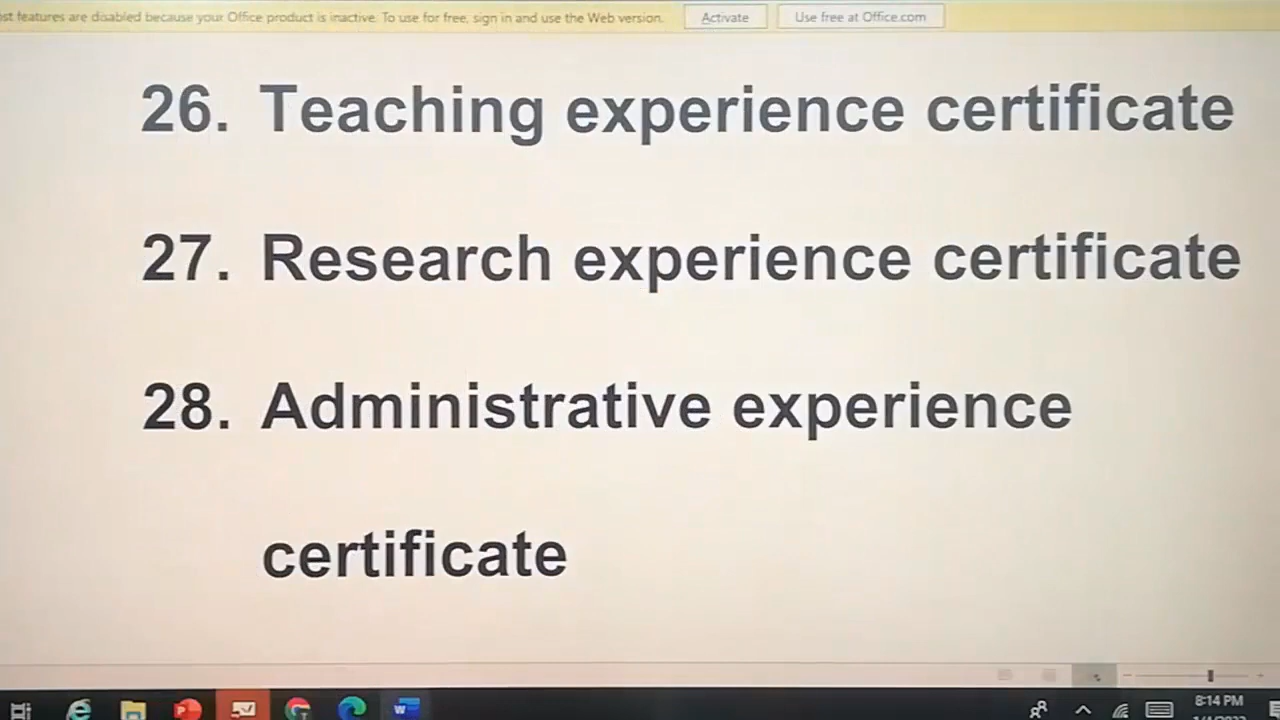 ost features are disabled because your Office product is inactive. To use for free, sign in and use the Web version. Activate Use free at Office.com
26. Teaching experience certificate
27. Research experience certificate
28. Administrative experience
certificate
8:14 PM